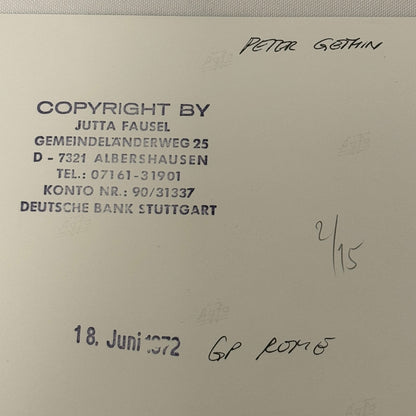 PETER GETHIN
COPYRIGHT BY
JUTTA FAUSEL
GEMEINDELÄNDERWEG 25
D - 7321 ALBERSHAUSEN
TEL.: 07161-31901
KONTO NR.: 90/31337
DEUTSCHE BANK STUTTGART
2/15
18. Juni 1972
GP ROME